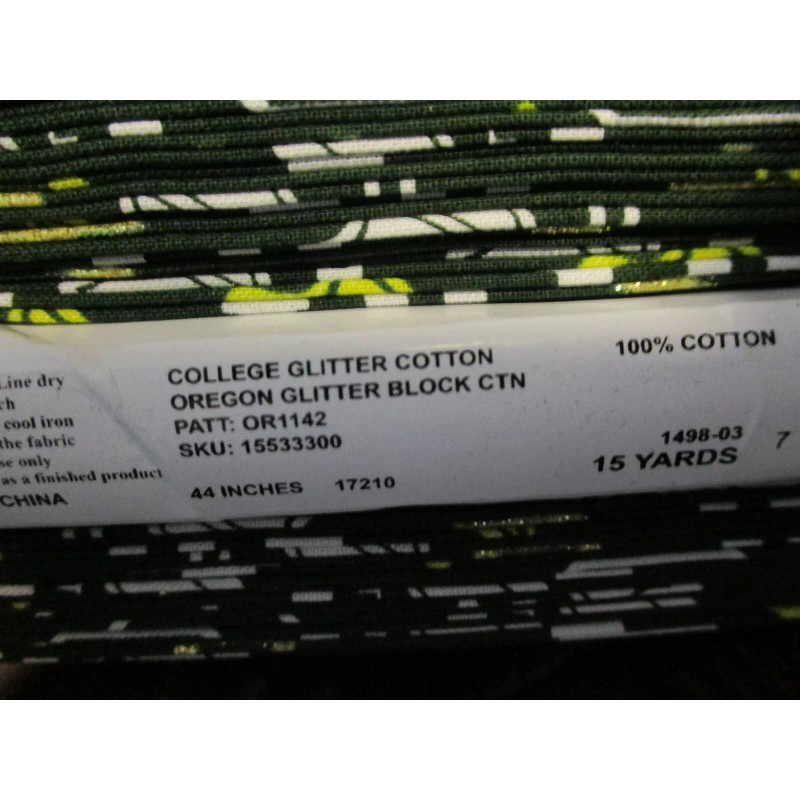 Line dry
ch
cool iron
the fabric
se only
as a finished product
CHINA
COLLEGE GLITTER COTTON
OREGON GLITTER BLOCK CTN
PATT: OR1142
SKU: 15533300
44 INCHES 17210
100% COTTON
1498-03
15 YARDS
7